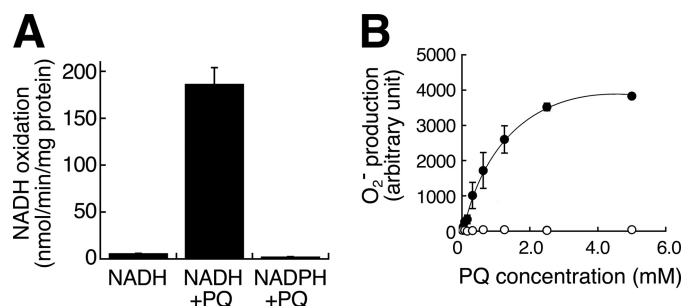 A
NADH oxidation
(nmol/min/mg protein)
200
150
100
50
0
NADH
NADH
+PQ
NADPH
+PQ
B
O₂⁻ production
(arbitrary unit)
5000
4000
3000
2000
1000
0
0
2.0
4.0
6.0
PQ concentration (mM)